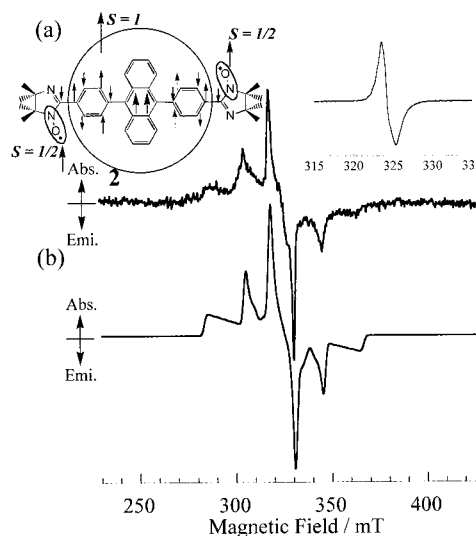 (a)
S = 1
S = 1/2
N
O
N
N
O
N
S = 1/2
2
315 320 325 330 33
Abs.
Emi.
(b)
Abs.
Emi.
250 300 350 400
Magnetic Field / mT